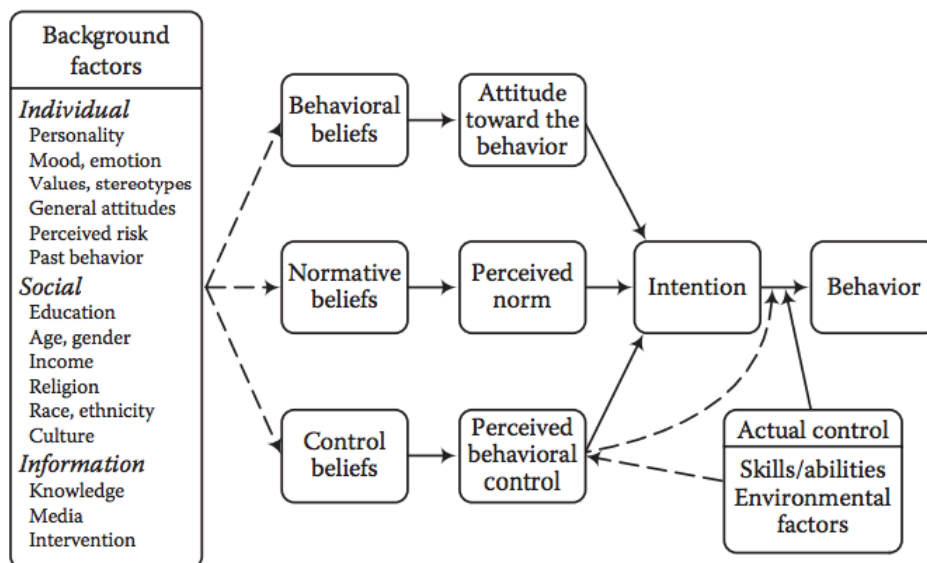 Background
factors
Individual
Personality
Mood, emotion
Values, stereotypes
General attitudes
Perceived risk
Past behavior
Social
Education
Age, gender
Income
Religion
Race, ethnicity
Culture
Information
Knowledge
Media
Intervention
Behavioral
beliefs
Attitude
toward the
behavior
Normative
beliefs
Perceived
norm
Intention
Behavior
Control
beliefs
Perceived
behavioral
control
Actual control
Skills/abilities
Environmental
factors